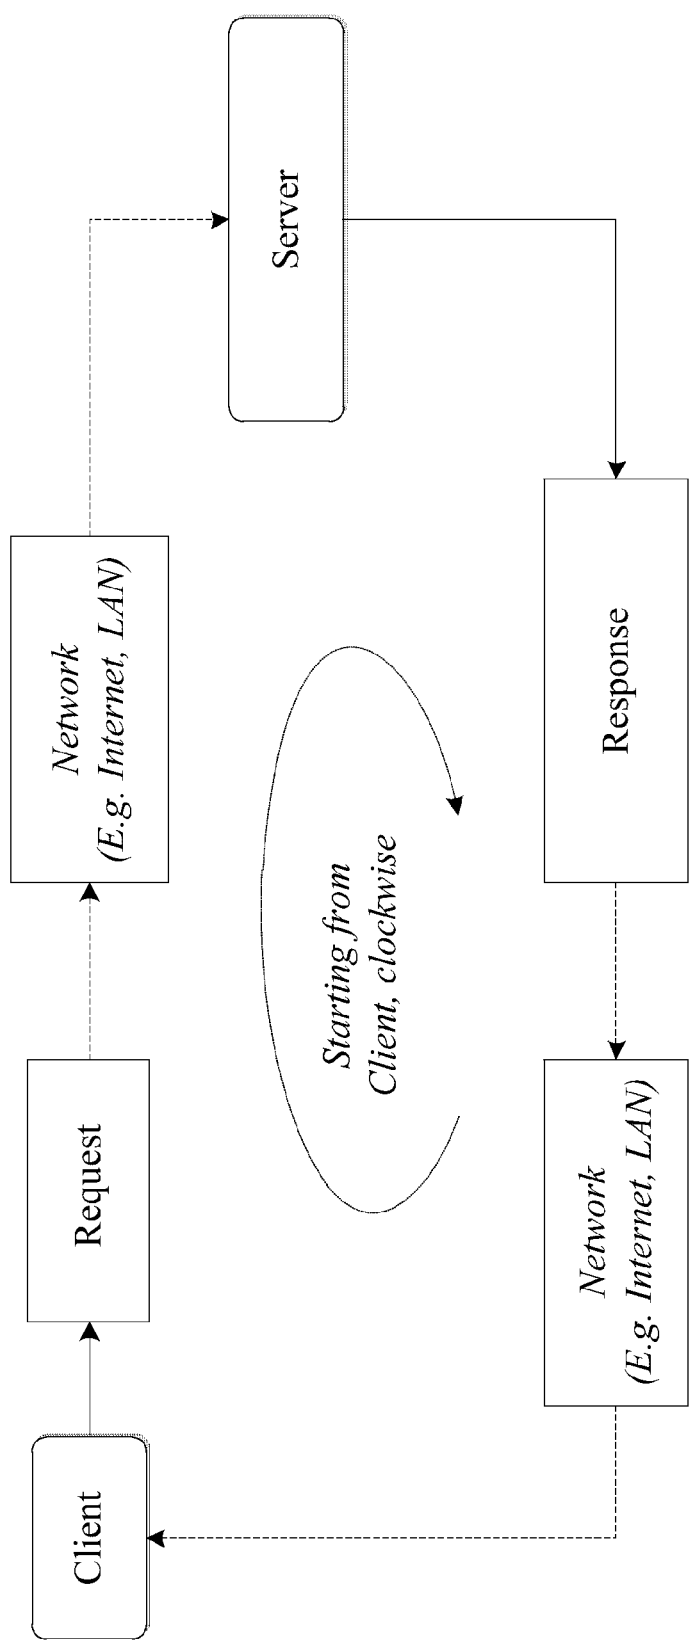 Client
Request
Network
(E.g. Internet, LAN)
Server
Starting from
Client, clockwise
Response
Network
(E.g. Internet, LAN)